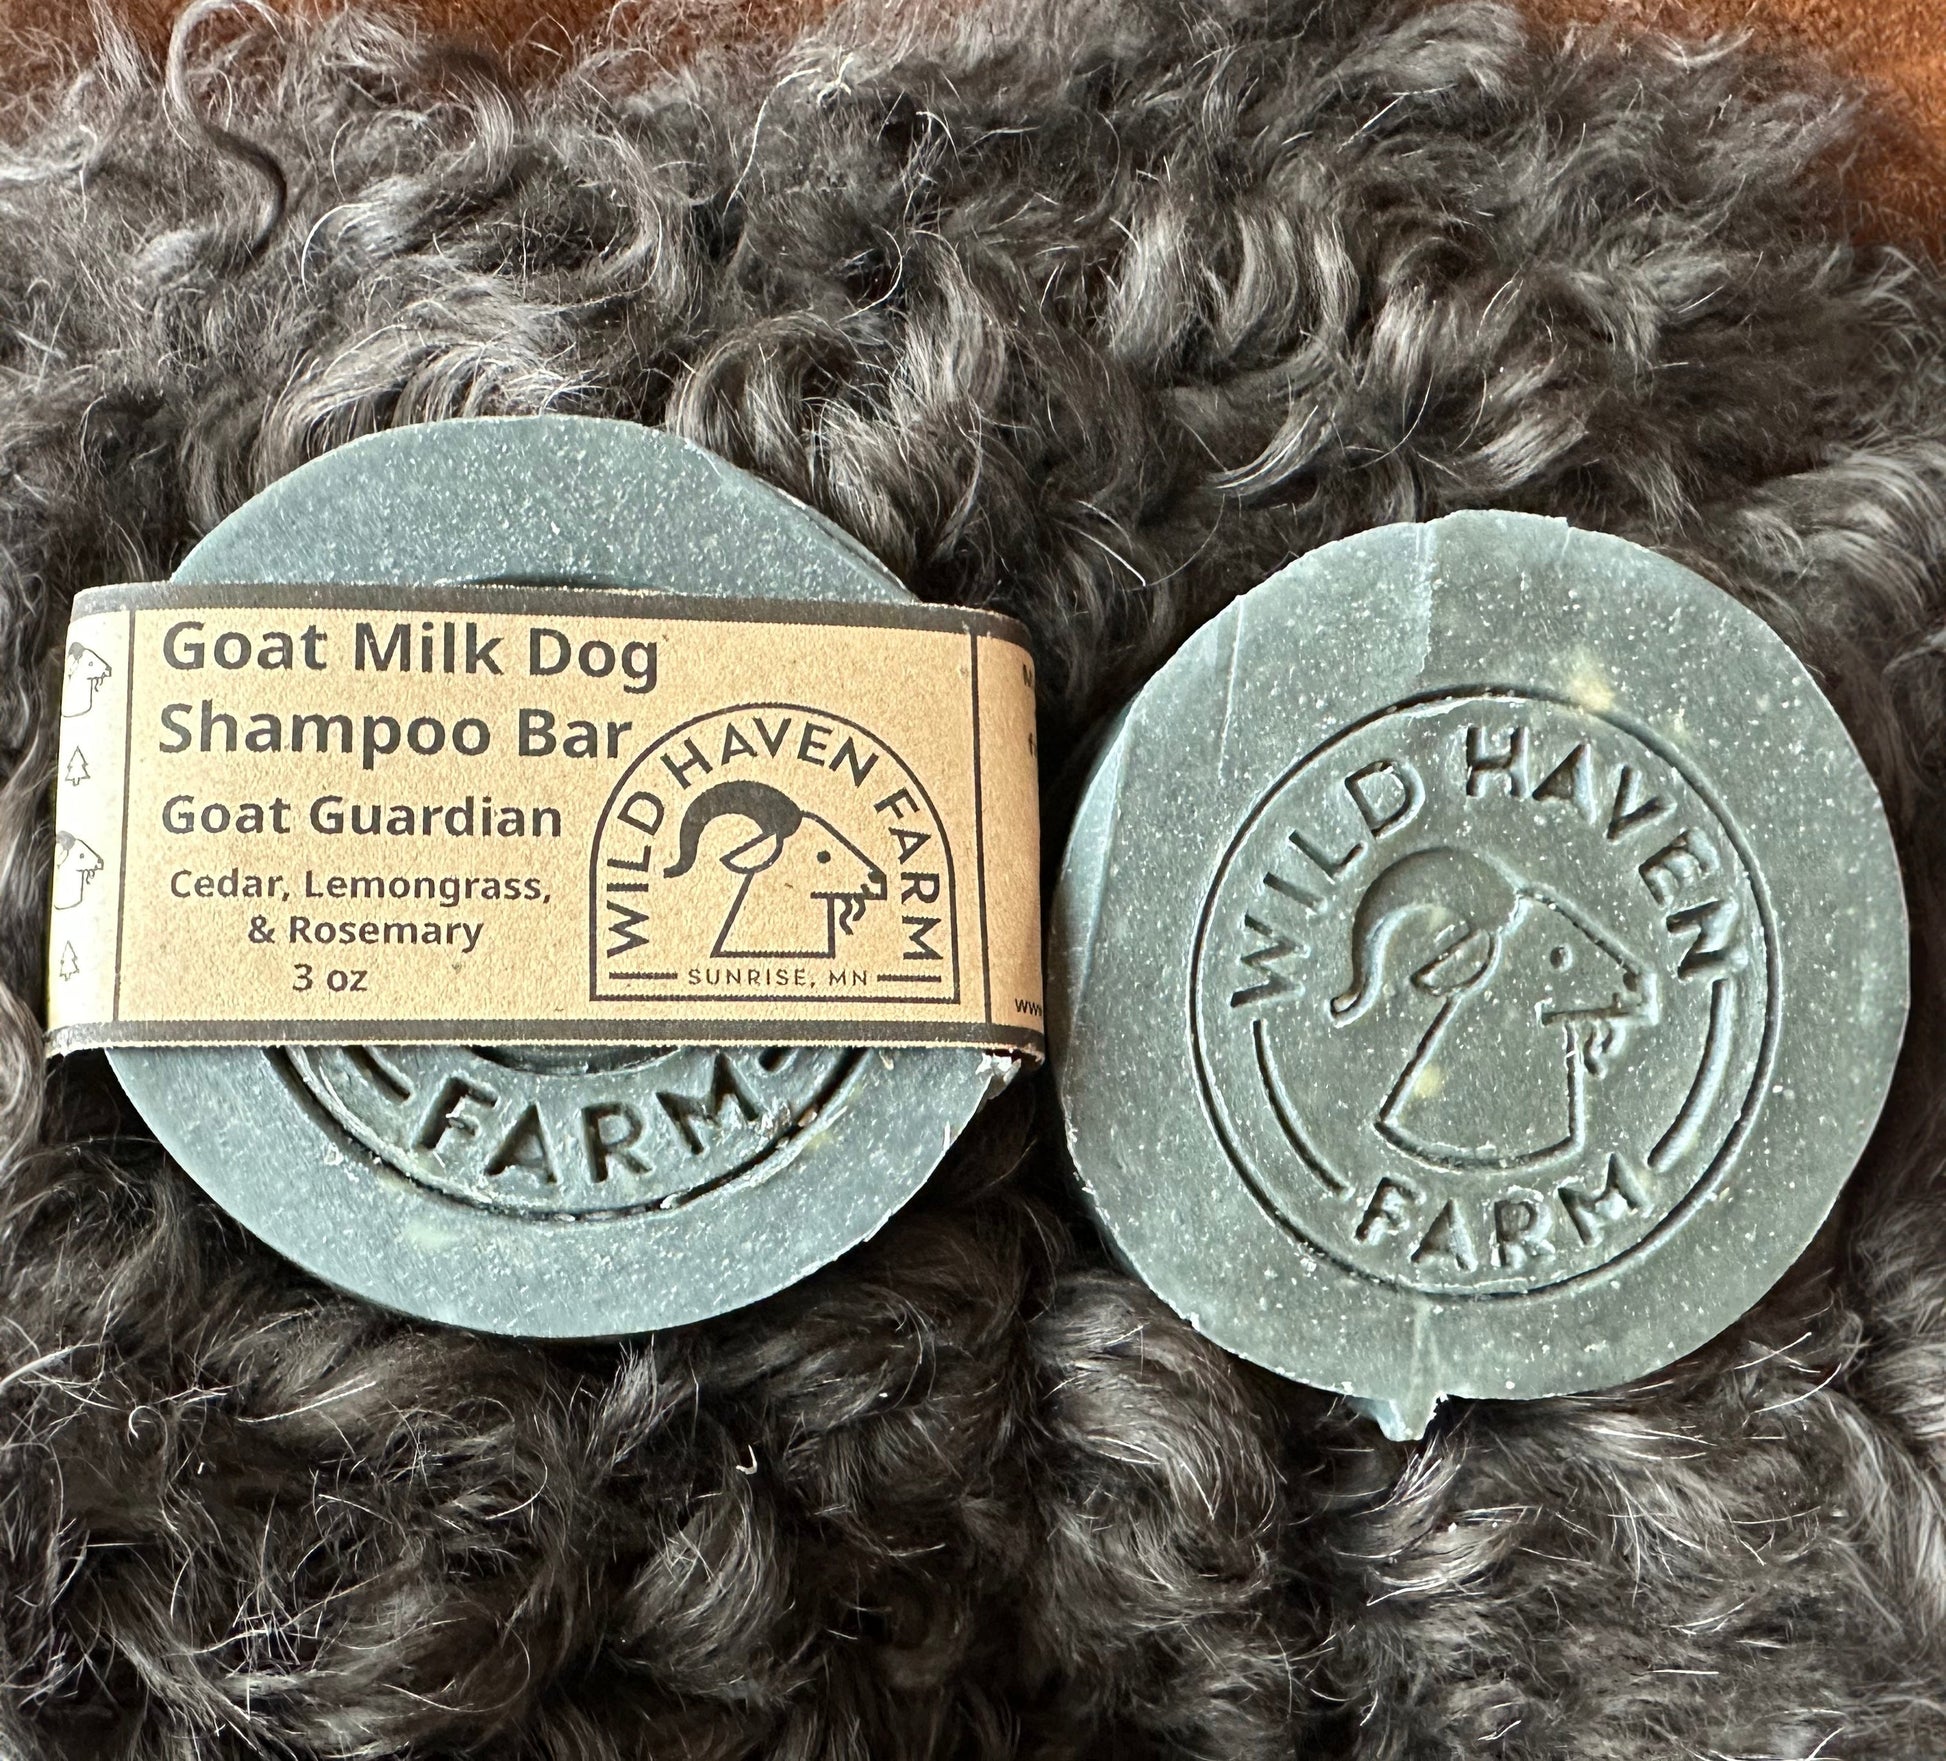 Goat Milk Dog
Shampoo Bar
Goat Guardian
Cedar, Lemongrass,
& Rosemary
3 oz
WILD HAVEN FARM
SUNRISE, MN
FARM
WILD HAVEN
FARM